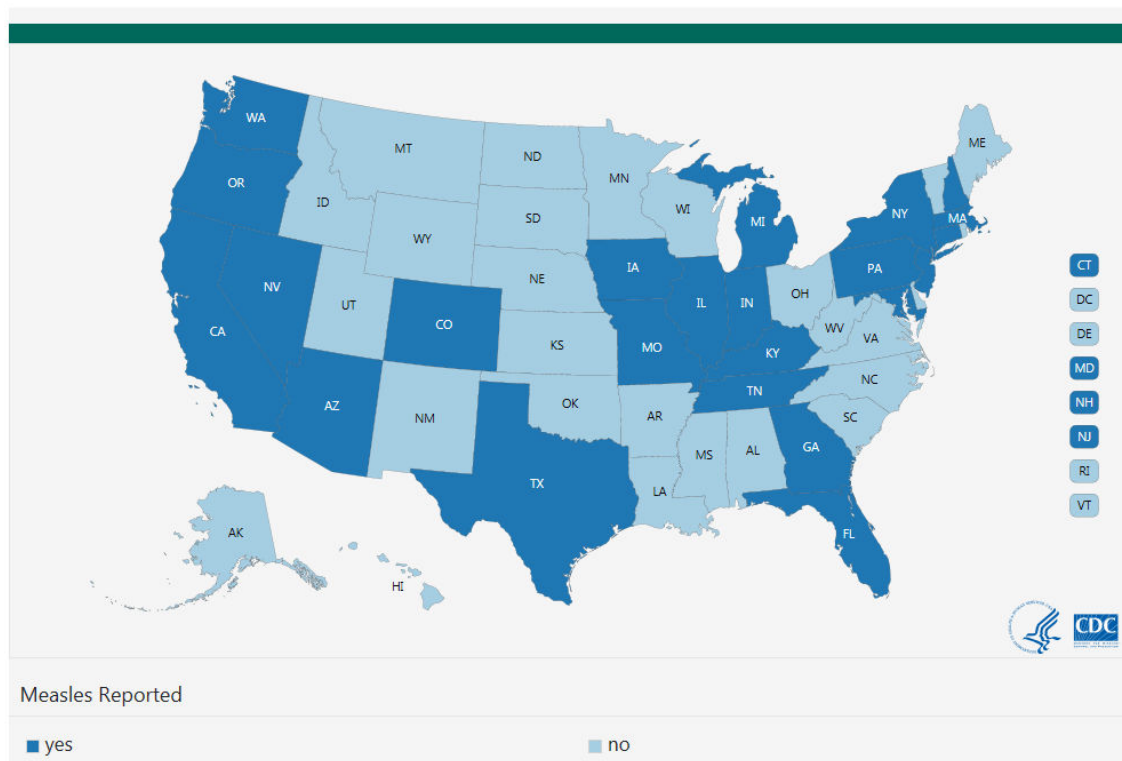 WA
ME
MT
ND
MN
OR
ID
WI
NY
MA
SD
MI
WY
CT
IA
PA
NE
NV
DC
OH
IL
IN
UT
CO
WV
CA
VA
DE
KS
MO
KY
MD
NC
TN
AZ
OK
NM
AR
SC
NH
GA
AL
MS
NJ
TX
LA
RI
VT
AK
FL
HI
CDC
Measles Reported
yes
no